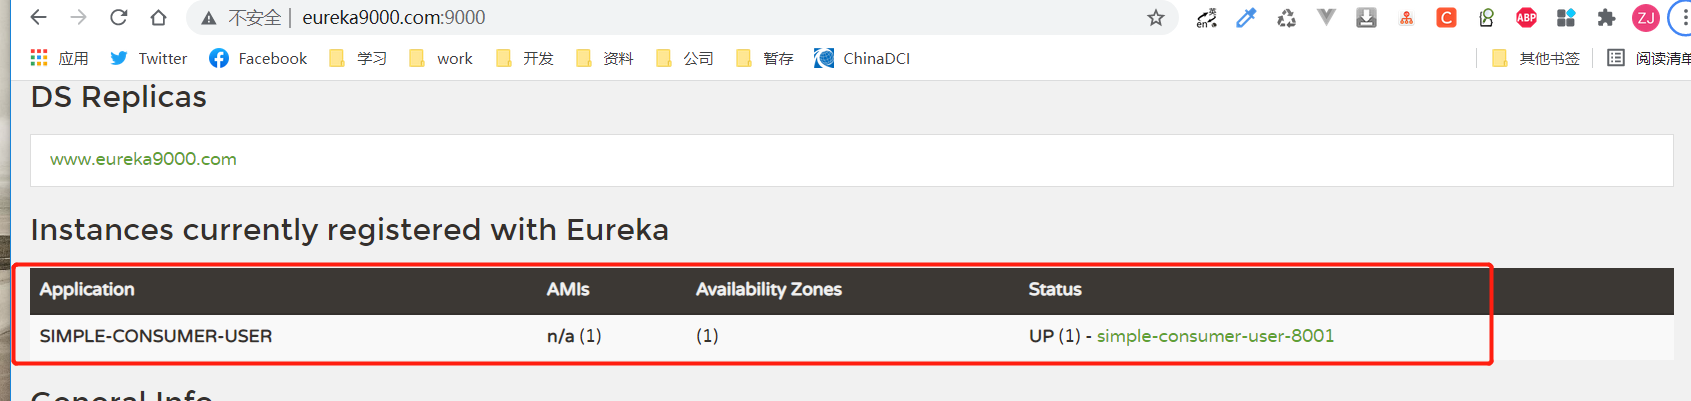 不安全 | eureka9000.com:9000
应用 Twitter Facebook 学习 work 开发 资料 公司 暂存 ChinaDCI 其他书签 阅读清单
DS Replicas
www.eureka9000.com
Instances currently registered with Eureka
Application AMIs Availability Zones Status
SIMPLE-CONSUMER-USER n/a (1) (1) UP (1) - simple-consumer-user-8001
General Info